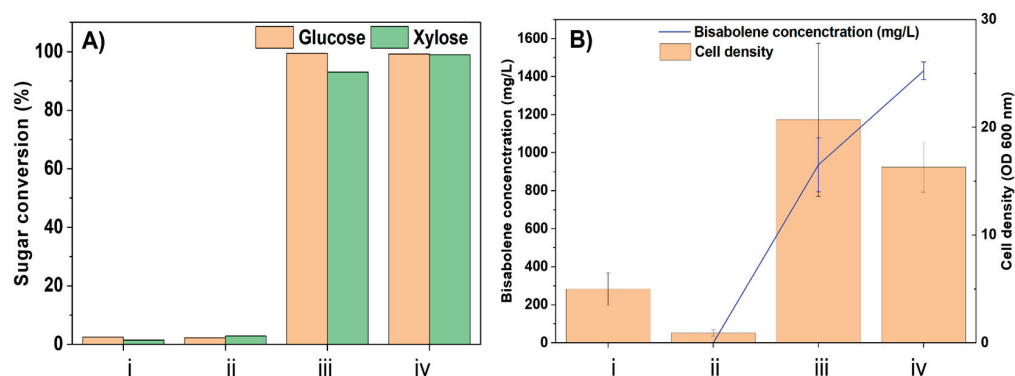 A)
Glucose
Xylose
Sugar conversion (%)
100
80
60
40
20
0
i
ii
iii
iv
B)
Bisabolene concenctration (mg/L)
Cell density
Bisabolene concenctration (mg/L)
1600
1400
1200
1000
800
600
400
200
0
30
20
10
0
Cell density (OD 600 nm)
i
ii
iii
iv